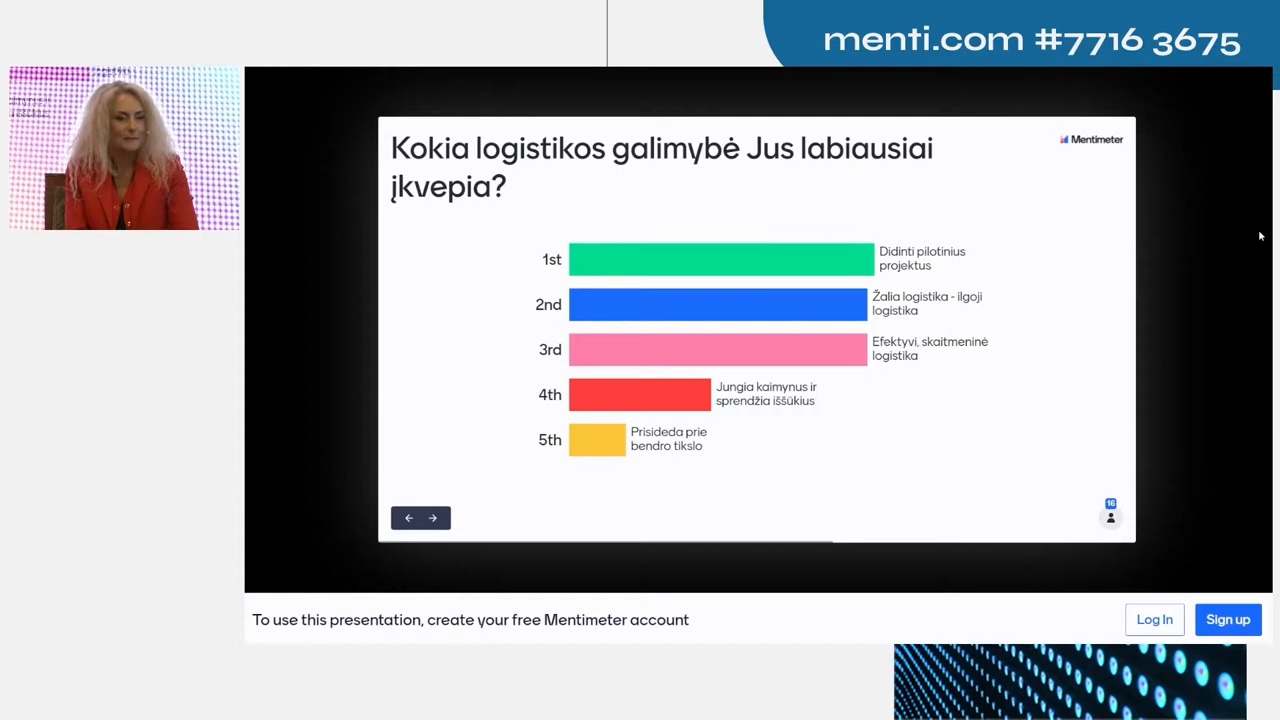 menti.com #7716 3675
Kokia logistikos galimybė Jus labiausiai
įkvepia?
Mentimeter
1st
Didinti pilotinius
projektus
2nd
Žalia logistika - ilgoji
logistika
3rd
Efektyvi, skaitmeninė
logistika
4th
Jungia kaimynus ir
sprendžia iššūkius
5th
Prisideda prie
bendro tikslo
16
To use this presentation, create your free Mentimeter account
Log In
Sign up